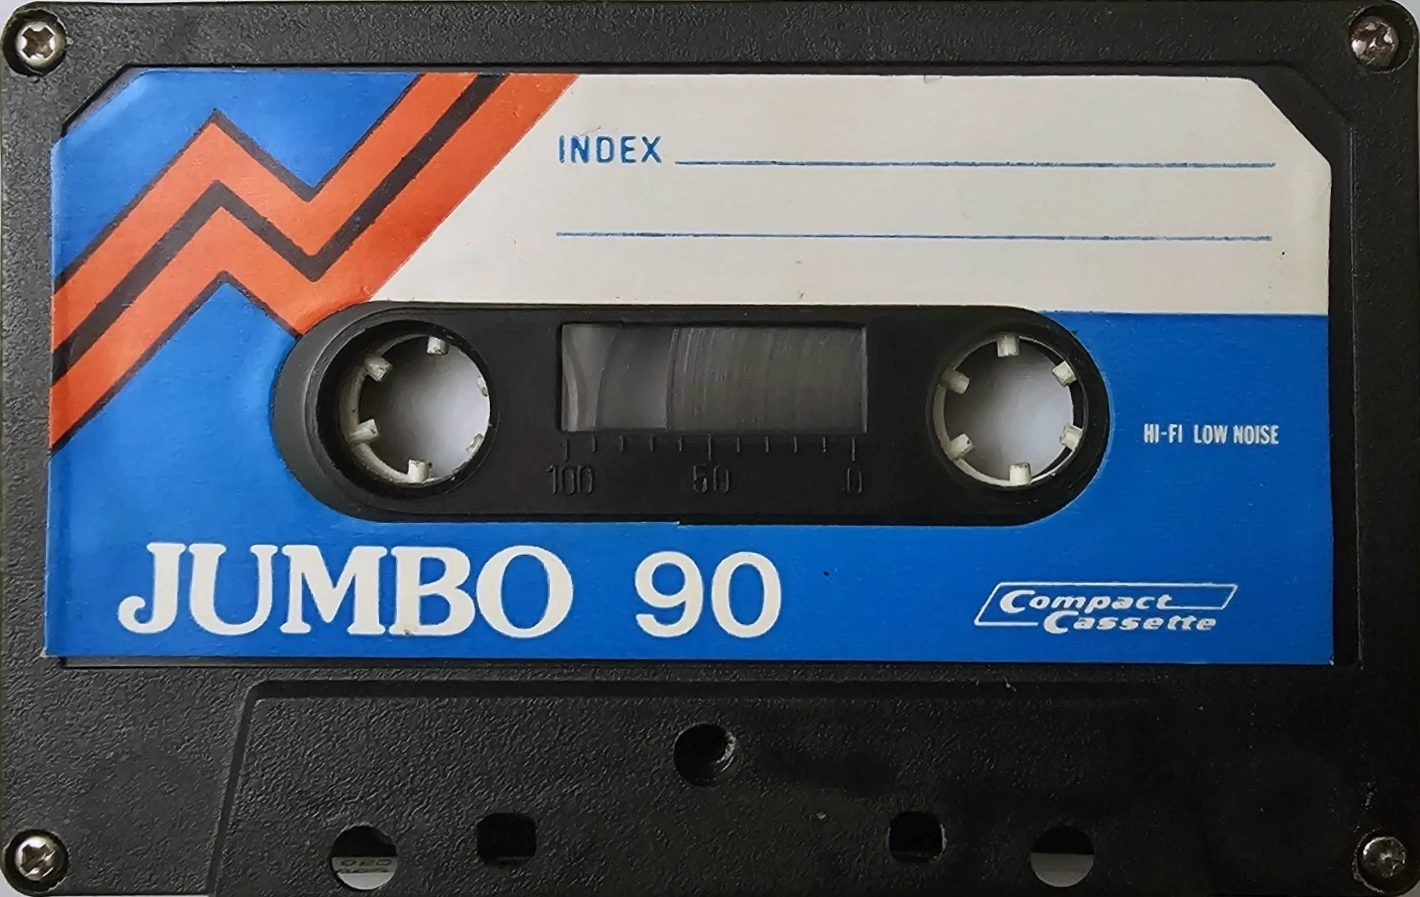 INDEX
100 50 0
HI-FI LOW NOISE
JUMBO 90
Compact
Cassette